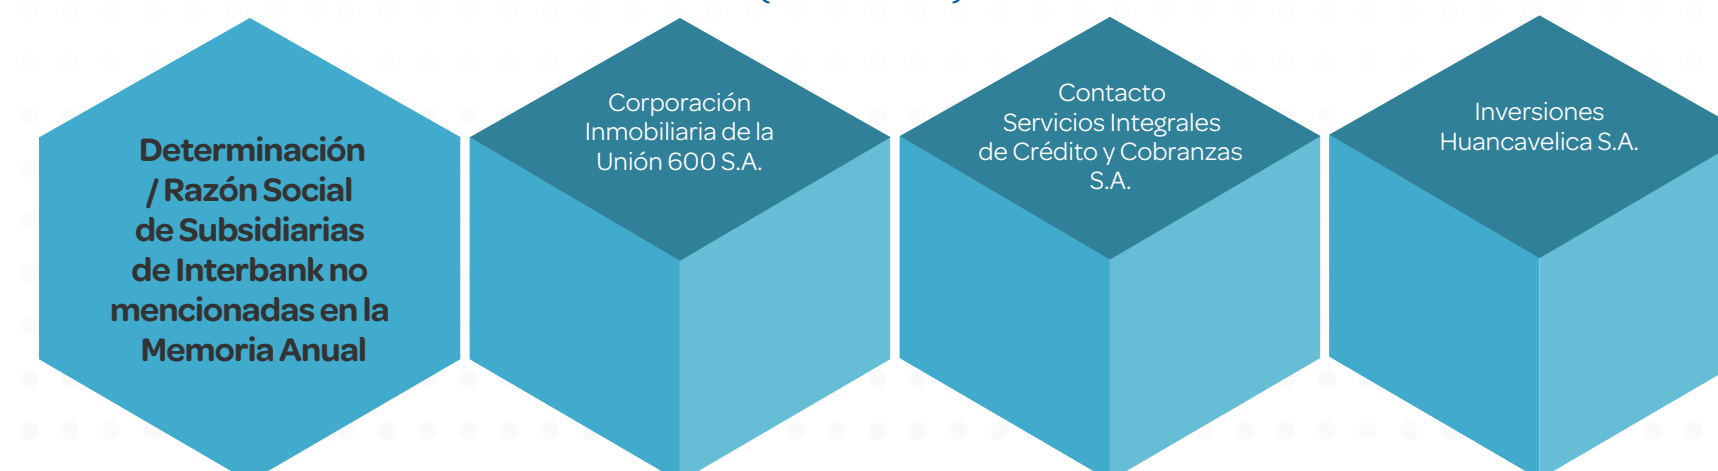 Determinación
/ Razón Social
de Subsidiarias
de Interbank no
mencionadas en la
Memoria Anual
Corporación
Inmobiliaria de la
Unión 600 S.A.
Contacto
Servicios Integrales
de Crédito y Cobranzas
S.A.
Inversiones
Huancavelica S.A.